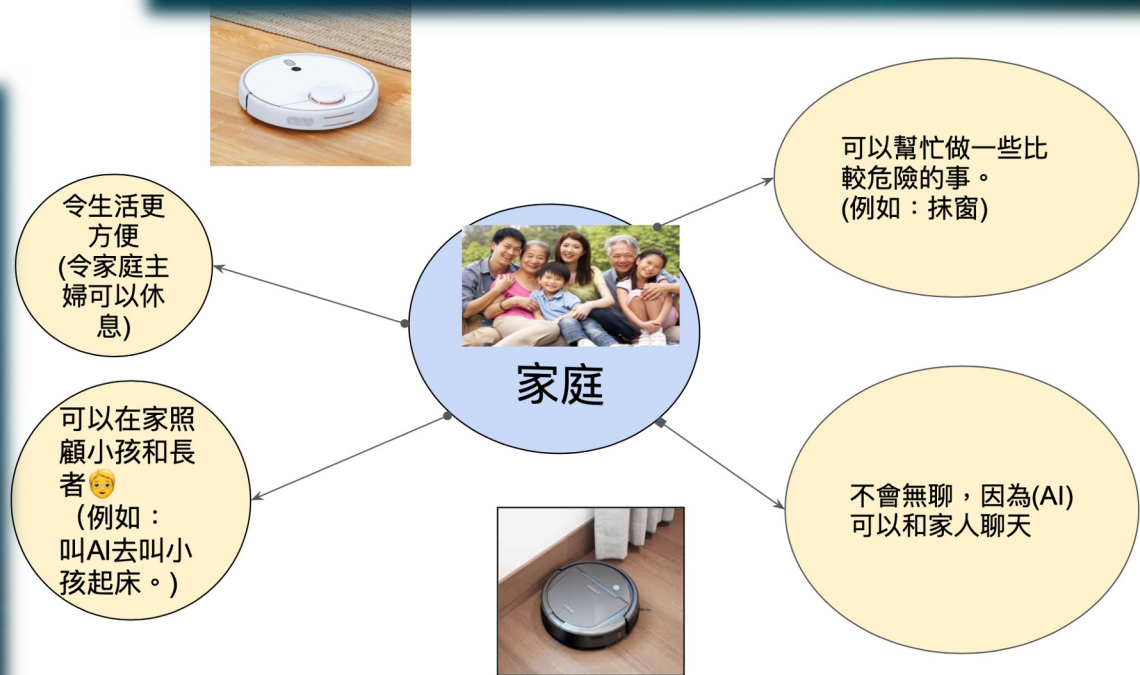 令生活更
方便
(令家庭主
婦可以休
息)
可以在家照
顧小孩和長
者🧓
（例如：
叫AI去叫小
孩起床。)
家庭
可以幫忙做一些比
較危險的事。
(例如：抹窗)
不會無聊，因為(AI)
可以和家人聊天